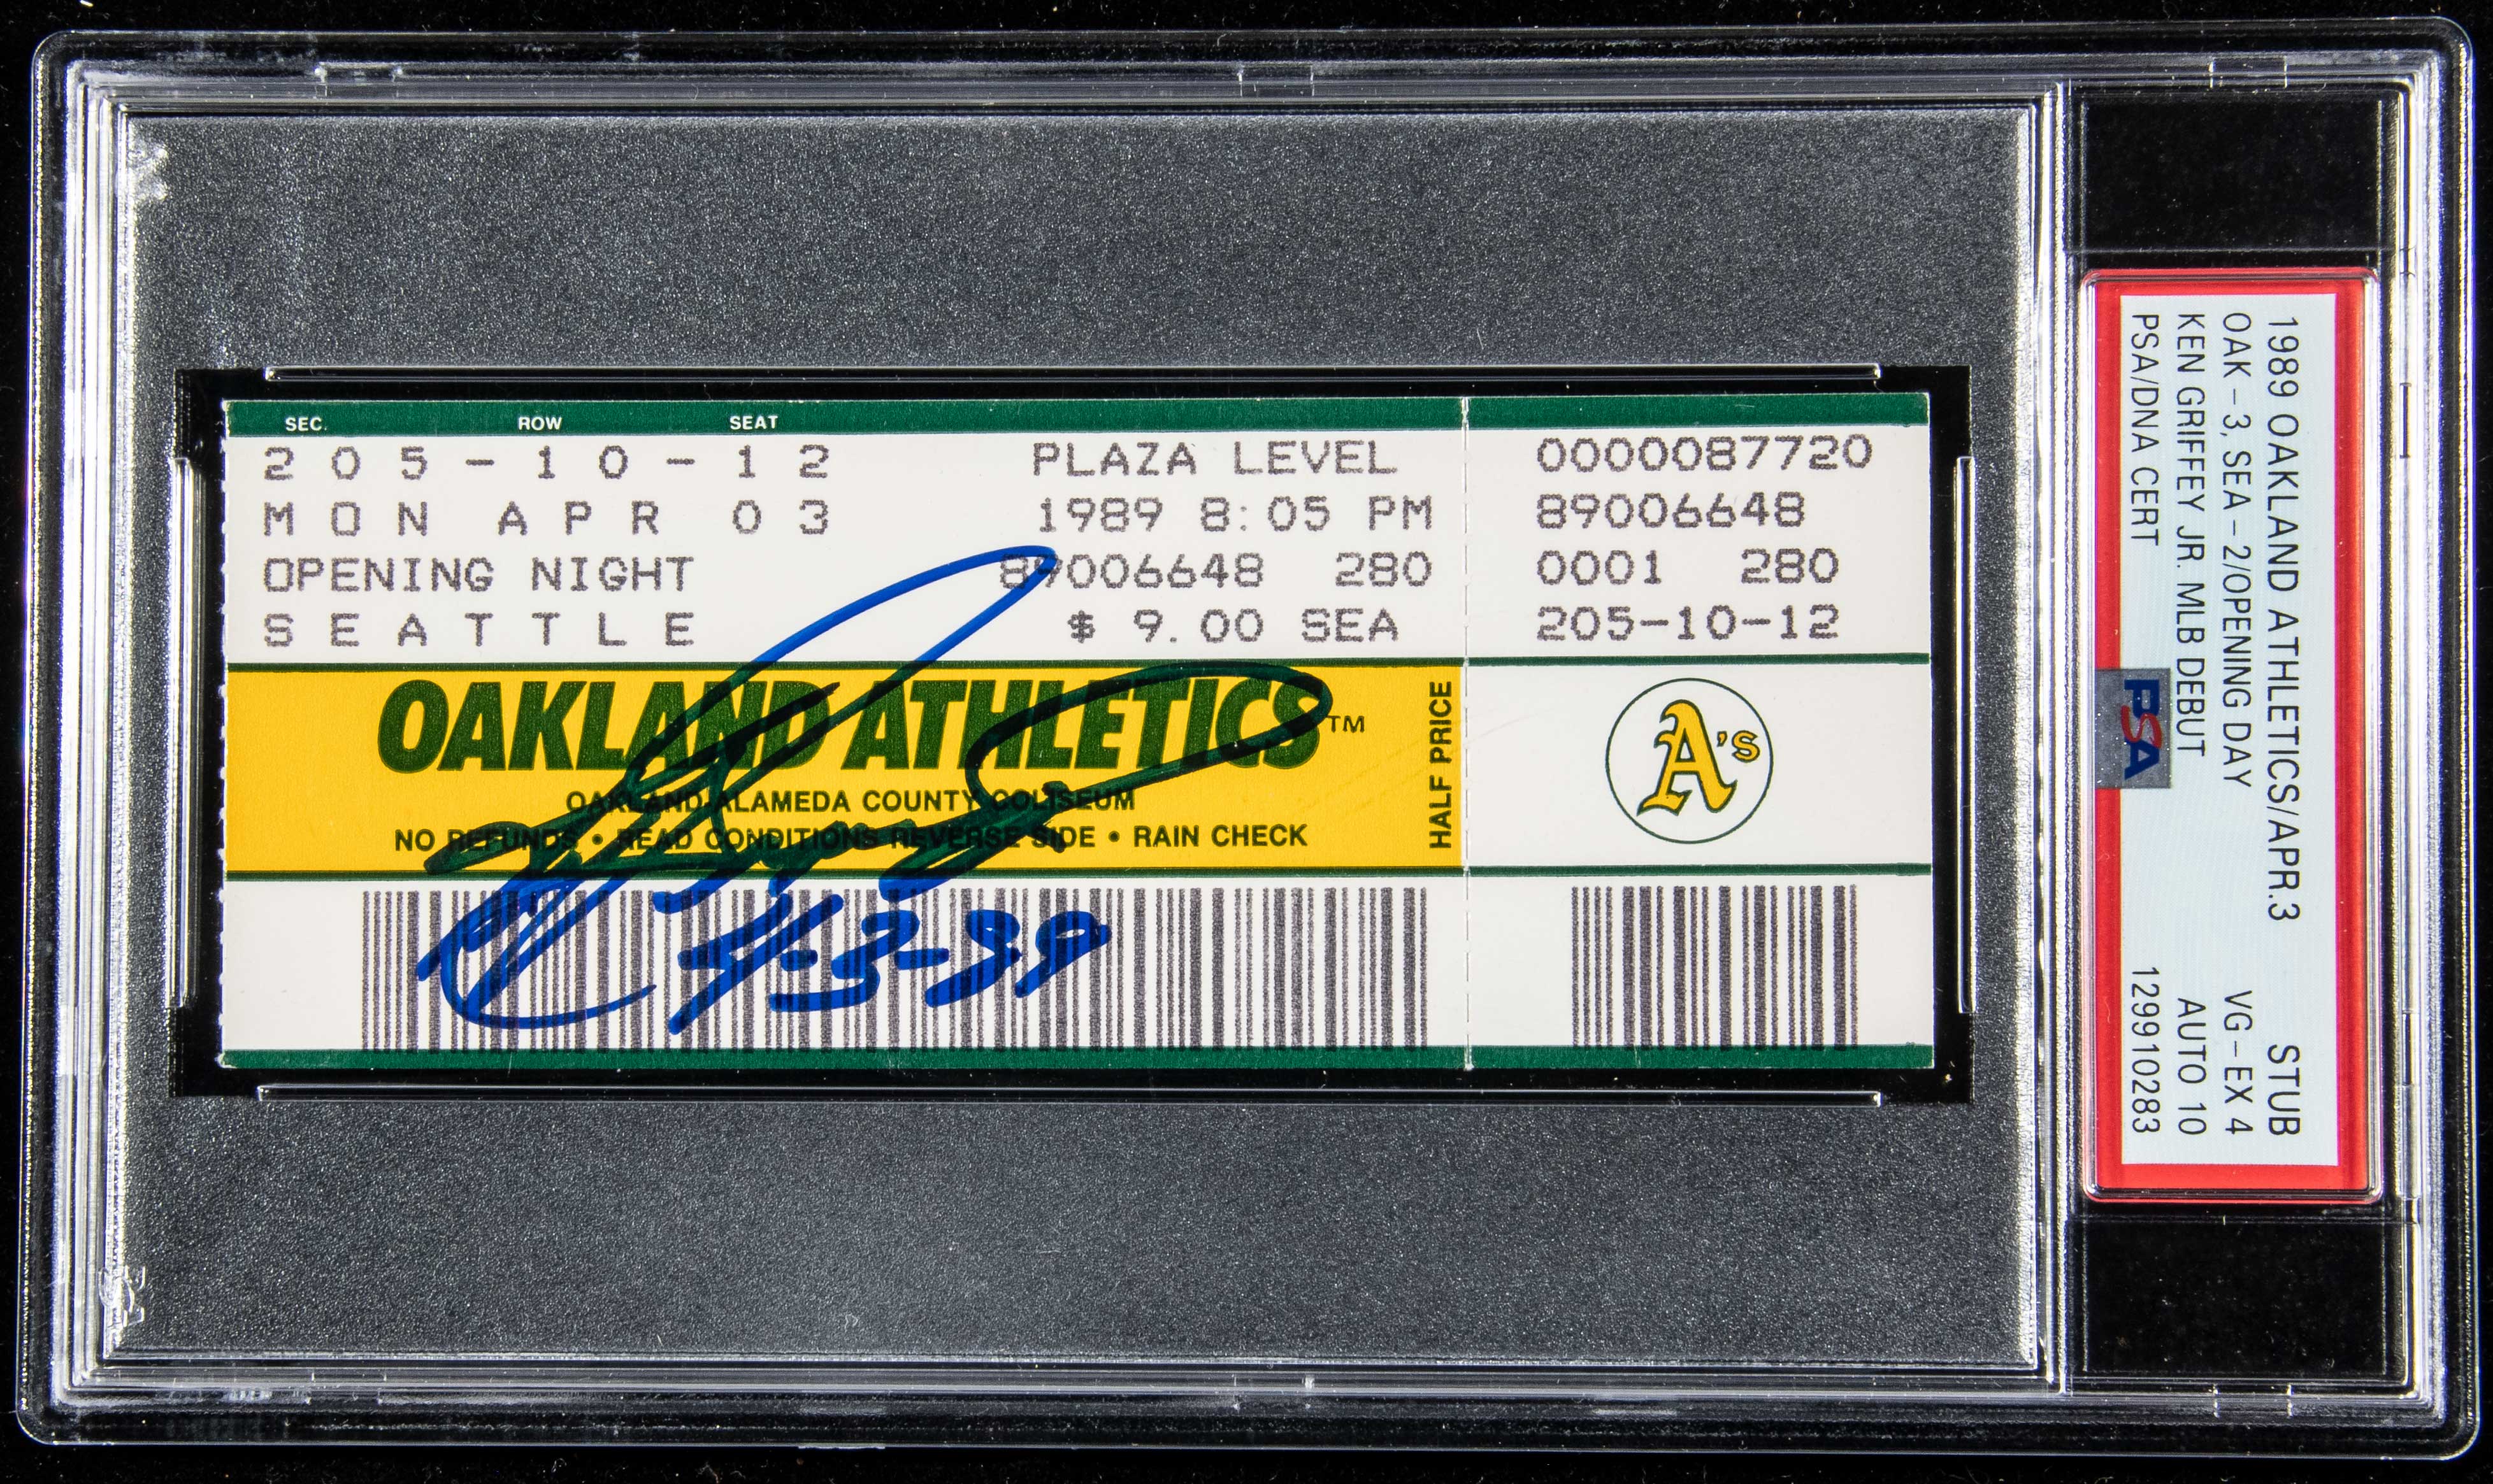 SEC. ROW SEAT
205-10-12 PLAZA LEVEL 0000087720
MON APR 03 1989 8:05 PM 89006648
OPENING NIGHT 89006648 280 0001 280
SEATTLE $ 9.00 SEA 205-10-12
OAKLAND ATHLETICS™
OAKLAND-ALAMEDA COUNTY COLISEUM
NO REFUNDS • READ CONDITIONS REVERSE SIDE • RAIN CHECK
HALF PRICE
A's
4-3-89
1989 OAKLAND ATHLETICS/APR.3 STUB
OAK - 3, SEA - 2/OPENING DAY VG-EX 4
KEN GRIFFEY JR. MLB DEBUT AUTO 10
PSA/DNA CERT 129910283
PSA